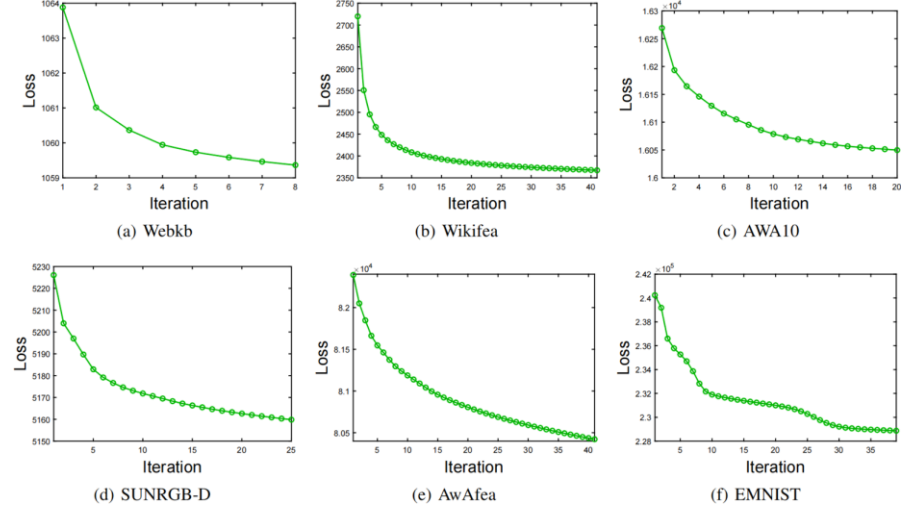 1064
1063
1062
1061
1060
1059
Loss
1 2 3 4 5 6 7 8
Iteration
(a) Webkb
2750
2700
2650
2600
2550
2500
2450
2400
2350
Loss
5 10 15 20 25 30 35 40
Iteration
(b) Wikifea
×10⁴
1.63
1.625
1.62
1.615
1.61
1.605
1.6
Loss
2 4 6 8 10 12 14 16 18 20
Iteration
(c) AWA10
5230
5220
5210
5200
5190
5180
5170
5160
5150
Loss
5 10 15 20 25
Iteration
(d) SUNRGB-D
×10⁴
8.2
8.15
8.1
8.05
Loss
5 10 15 20 25 30 35 40
Iteration
(e) AwAfea
×10⁵
2.42
2.4
2.38
2.36
2.34
2.32
2.3
2.28
Loss
5 10 15 20 25 30 35
Iteration
(f) EMNIST